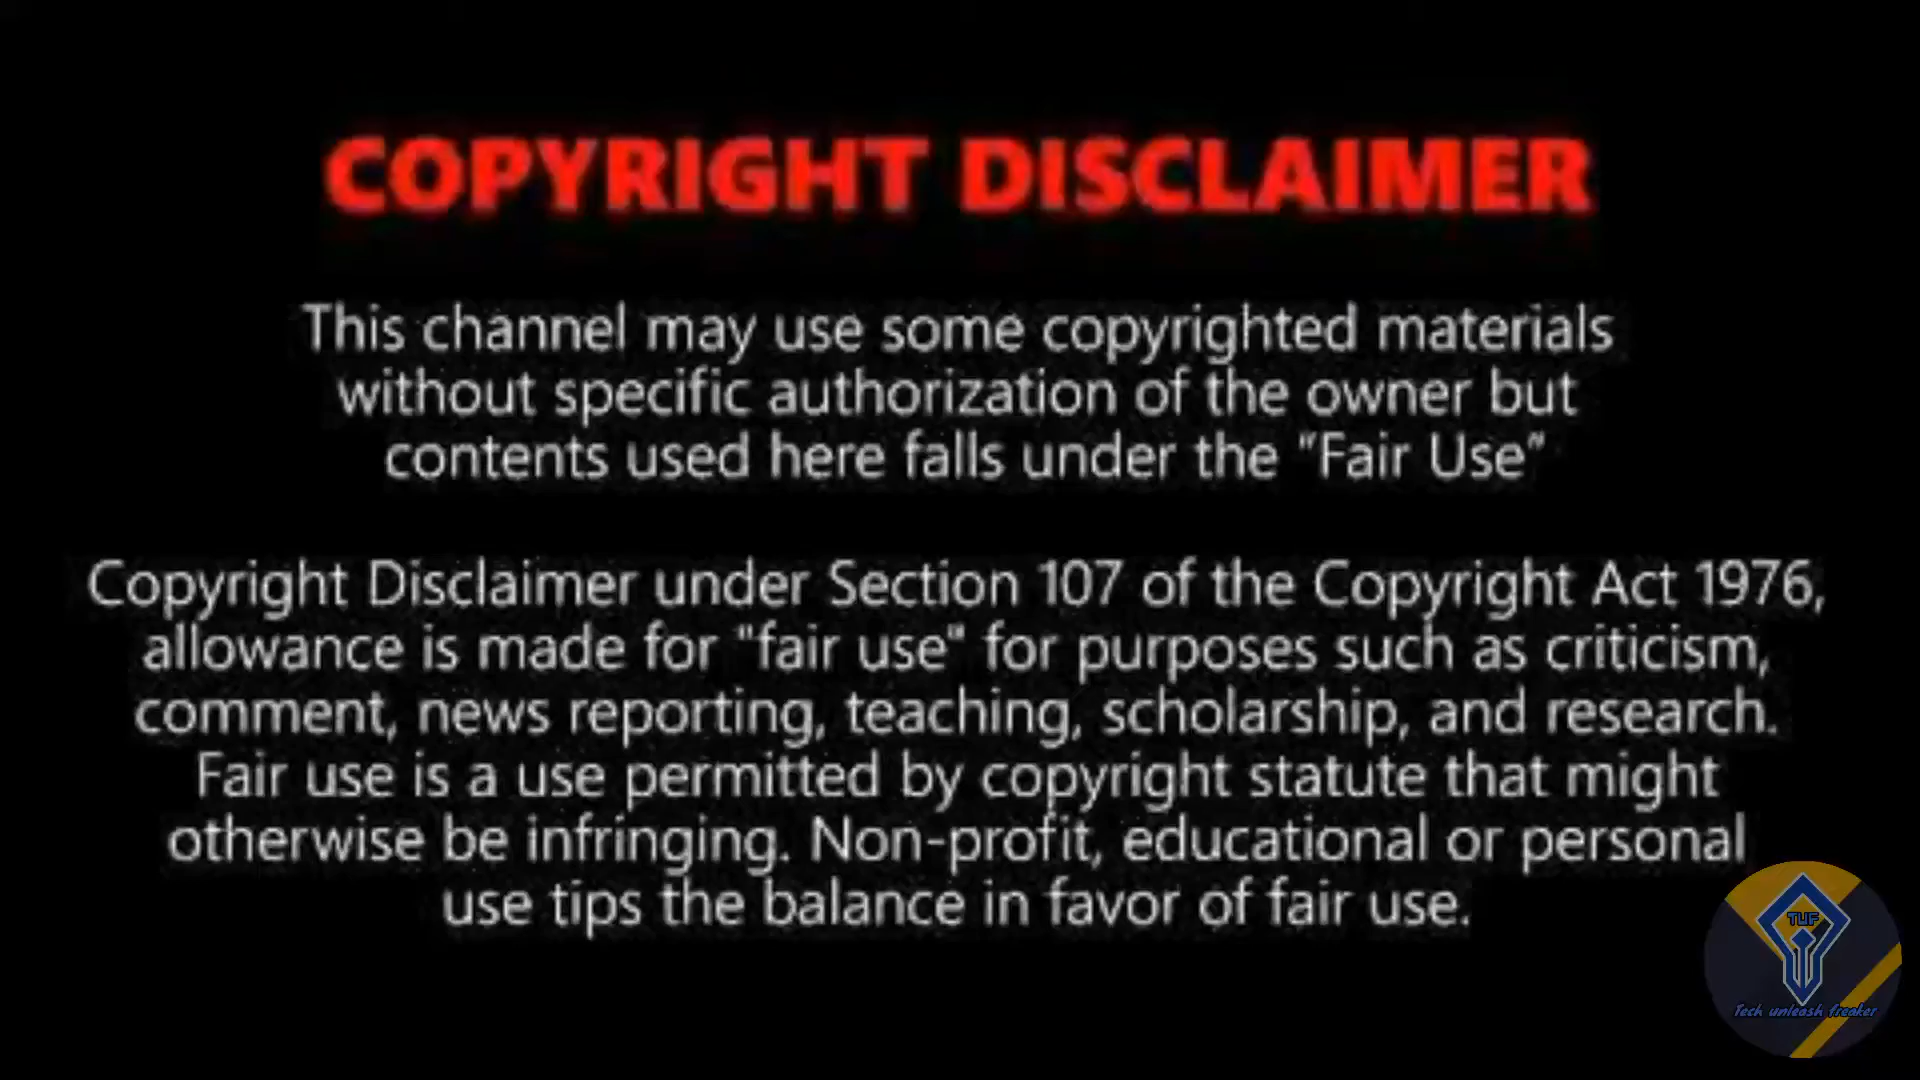 COPYRIGHT DISCLAIMER
This channel may use some copyrighted materials
without specific authorization of the owner but
contents used here falls under the "Fair Use"
Copyright Disclaimer under Section 107 of the Copyright Act 1976,
allowance is made for "fair use" for purposes such as criticism,
comment, news reporting, teaching, scholarship, and research.
Fair use is a use permitted by copyright statute that might
otherwise be infringing. Non-profit, educational or personal
use tips the balance in favor of fair use.
TUF
Tech unleash freaker